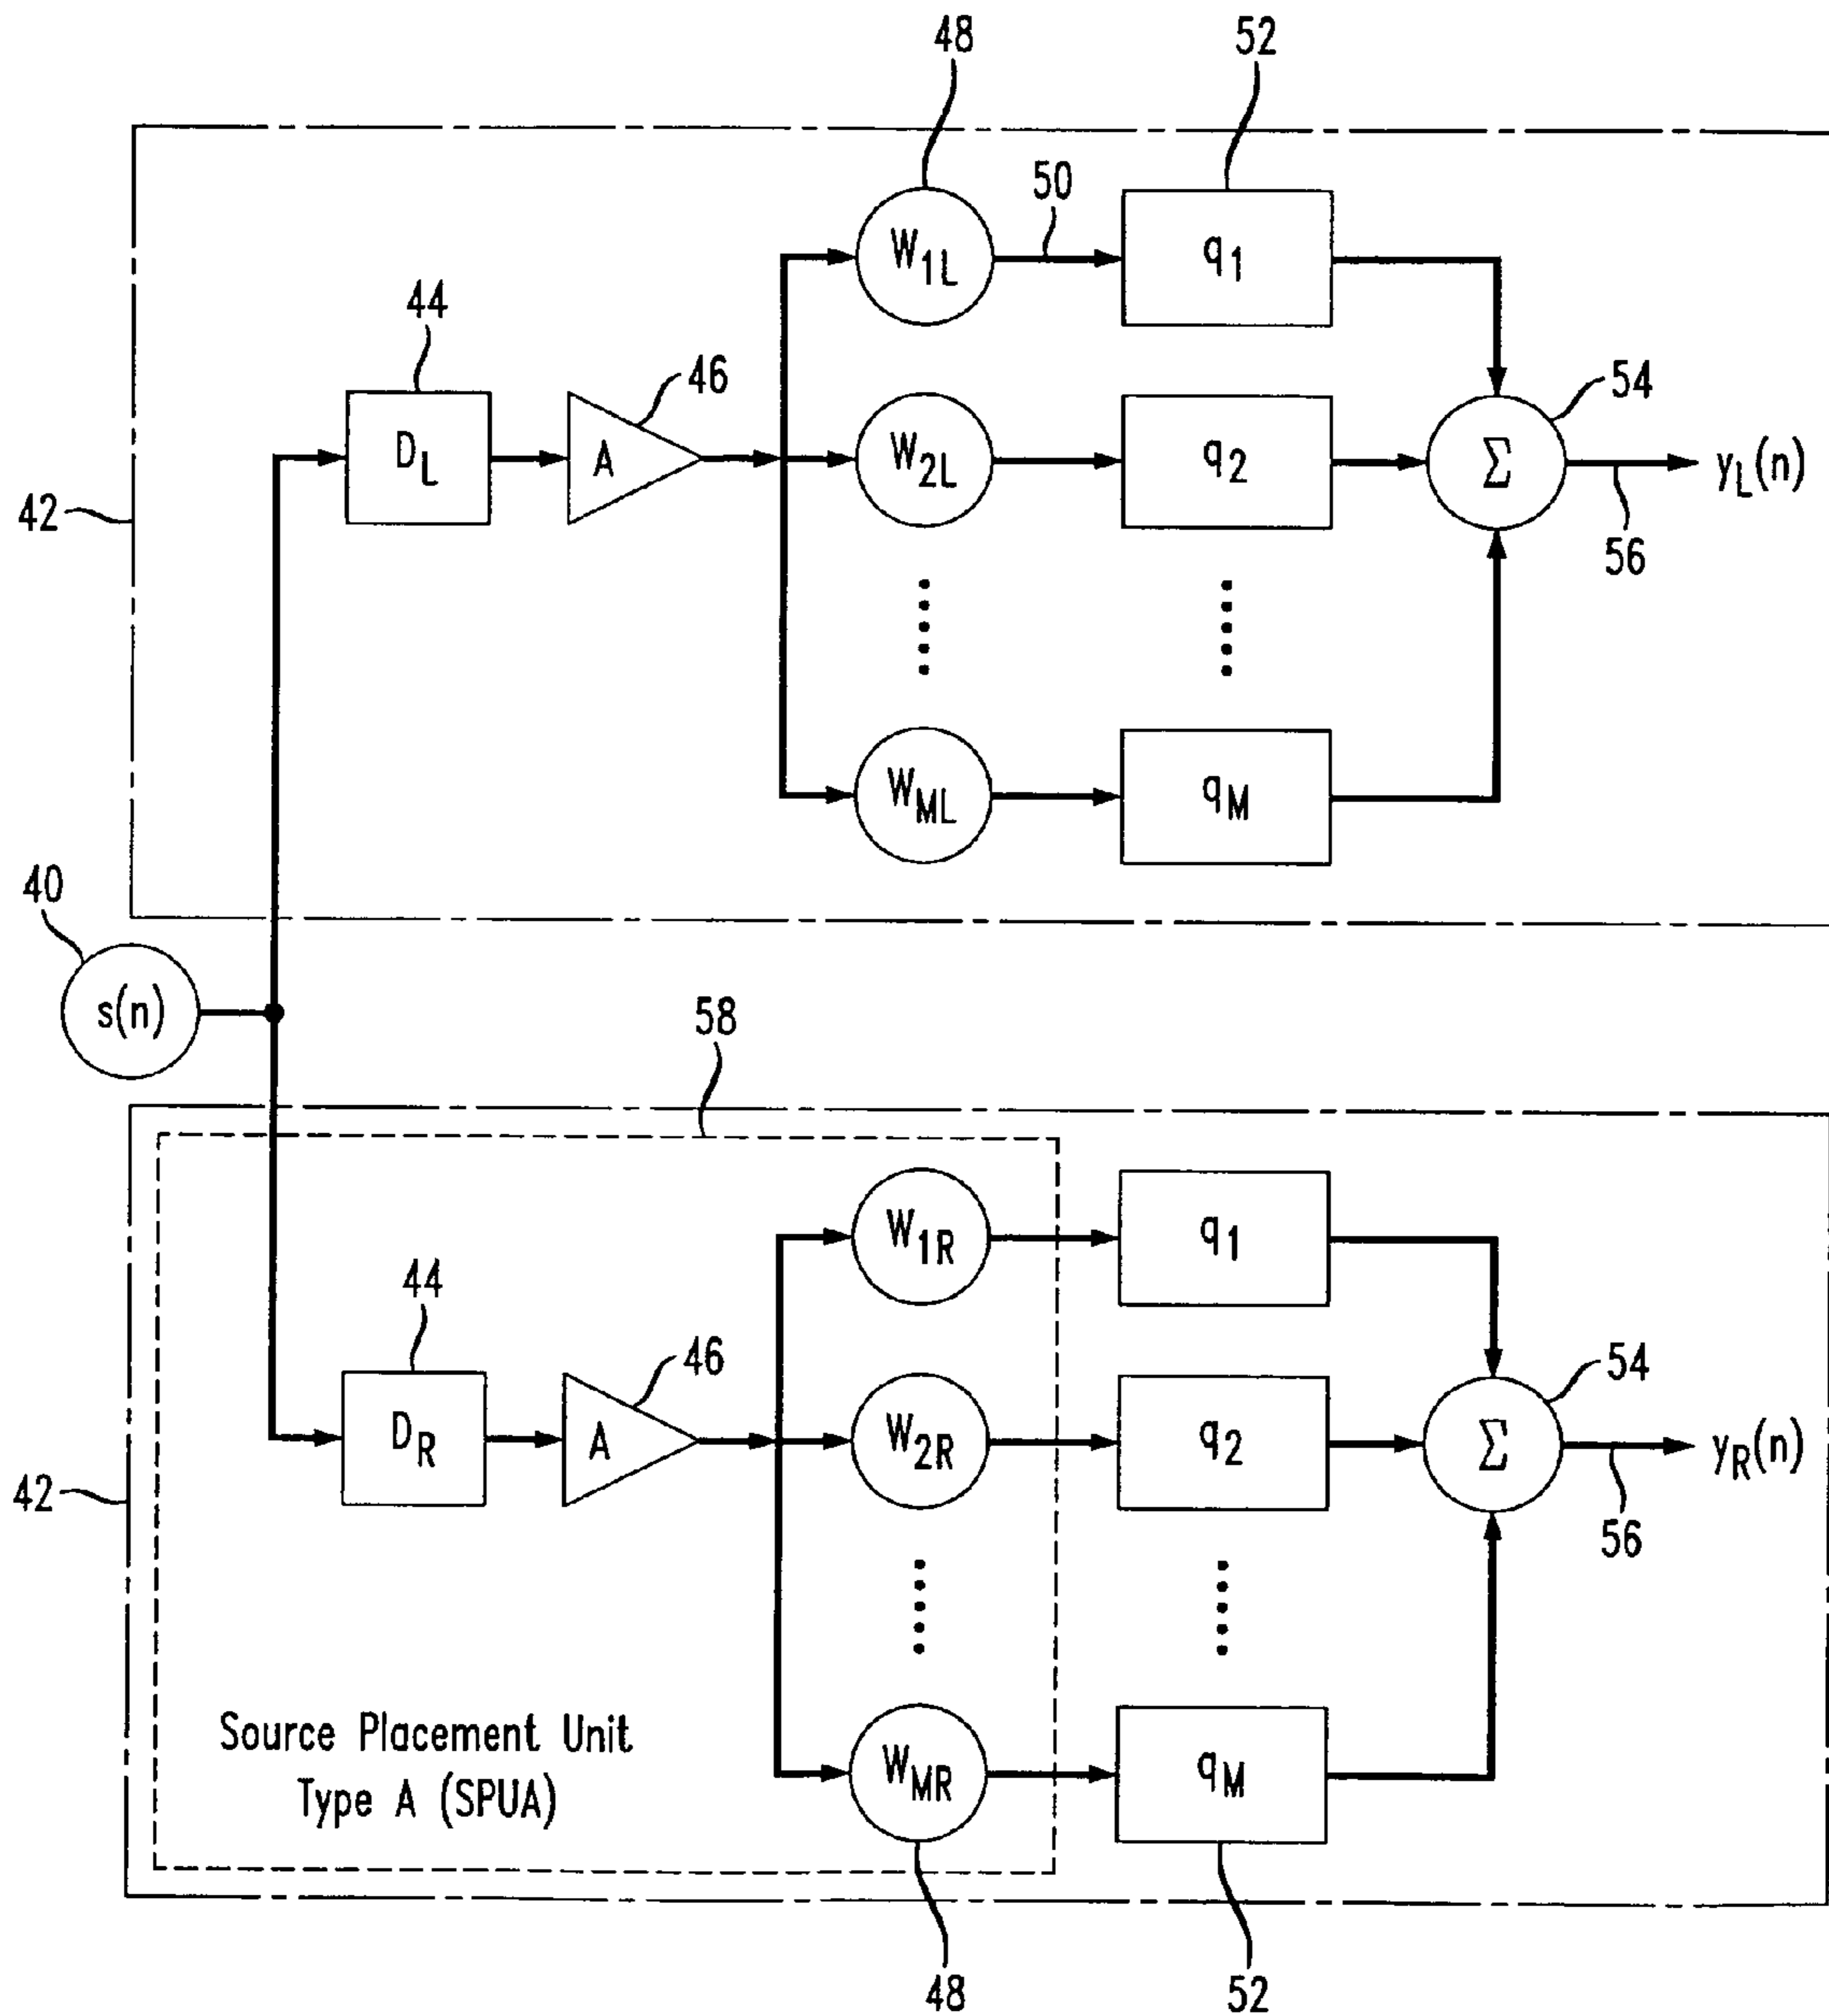 48
52
50
W1L
q1
44
46
54
DL
A
W2L
q2
Σ
yL(n)
42
56
WML
qM
40
s(n)
58
W1R
q1
44
46
54
DR
A
W2R
q2
Σ
yR(n)
42
56
Source Placement Unit
Type A (SPUA)
WMR
qM
48
52